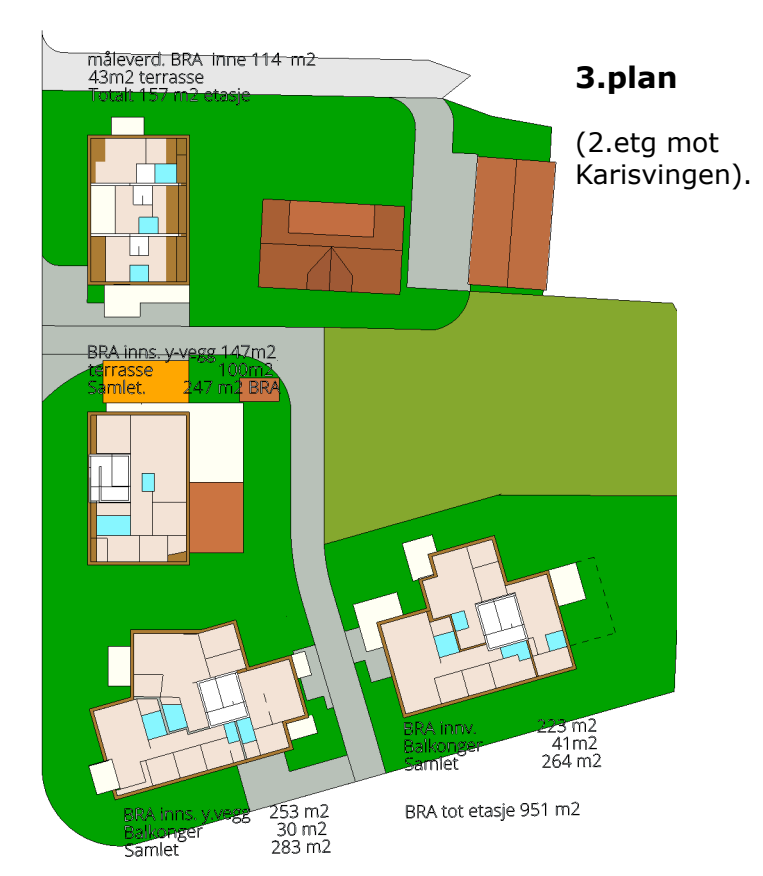 måleverd. BRA inne 114 m2
43m2 terrasse
Totalt 157 m2 etasje
3.plan
(2.etg mot
Karisvingen).
BRA inns. y-vegg 147m2
terrasse 100m2
Samlet. 247 m2 BRA
BRA innv. 223 m2
Balkonger 41m2
Samlet 264 m2
BRA inns. y.vegg 253 m2
Balkonger 30 m2
Samlet 283 m2
BRA tot etasje 951 m2